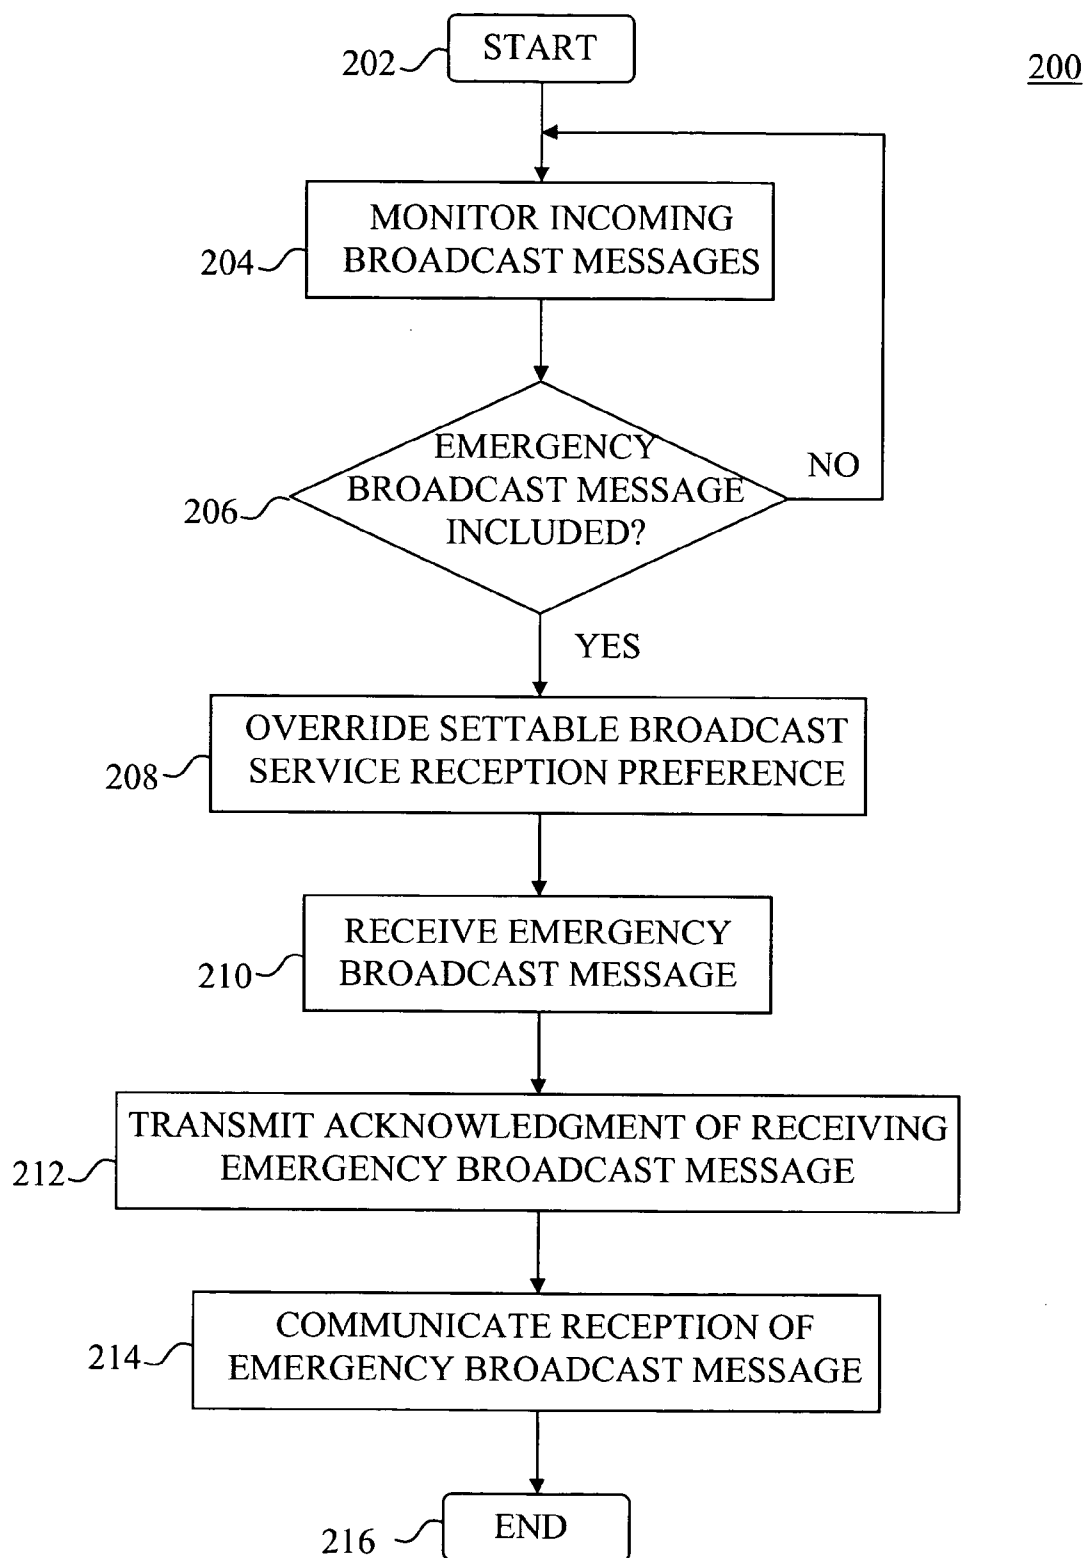 START
202
200
MONITOR INCOMING
BROADCAST MESSAGES
204
EMERGENCY
BROADCAST MESSAGE
INCLUDED?
NO
206
YES
OVERRIDE SETTABLE BROADCAST
SERVICE RECEPTION PREFERENCE
208
RECEIVE EMERGENCY
BROADCAST MESSAGE
210
TRANSMIT ACKNOWLEDGMENT OF RECEIVING
EMERGENCY BROADCAST MESSAGE
212
COMMUNICATE RECEPTION OF
EMERGENCY BROADCAST MESSAGE
214
END
216